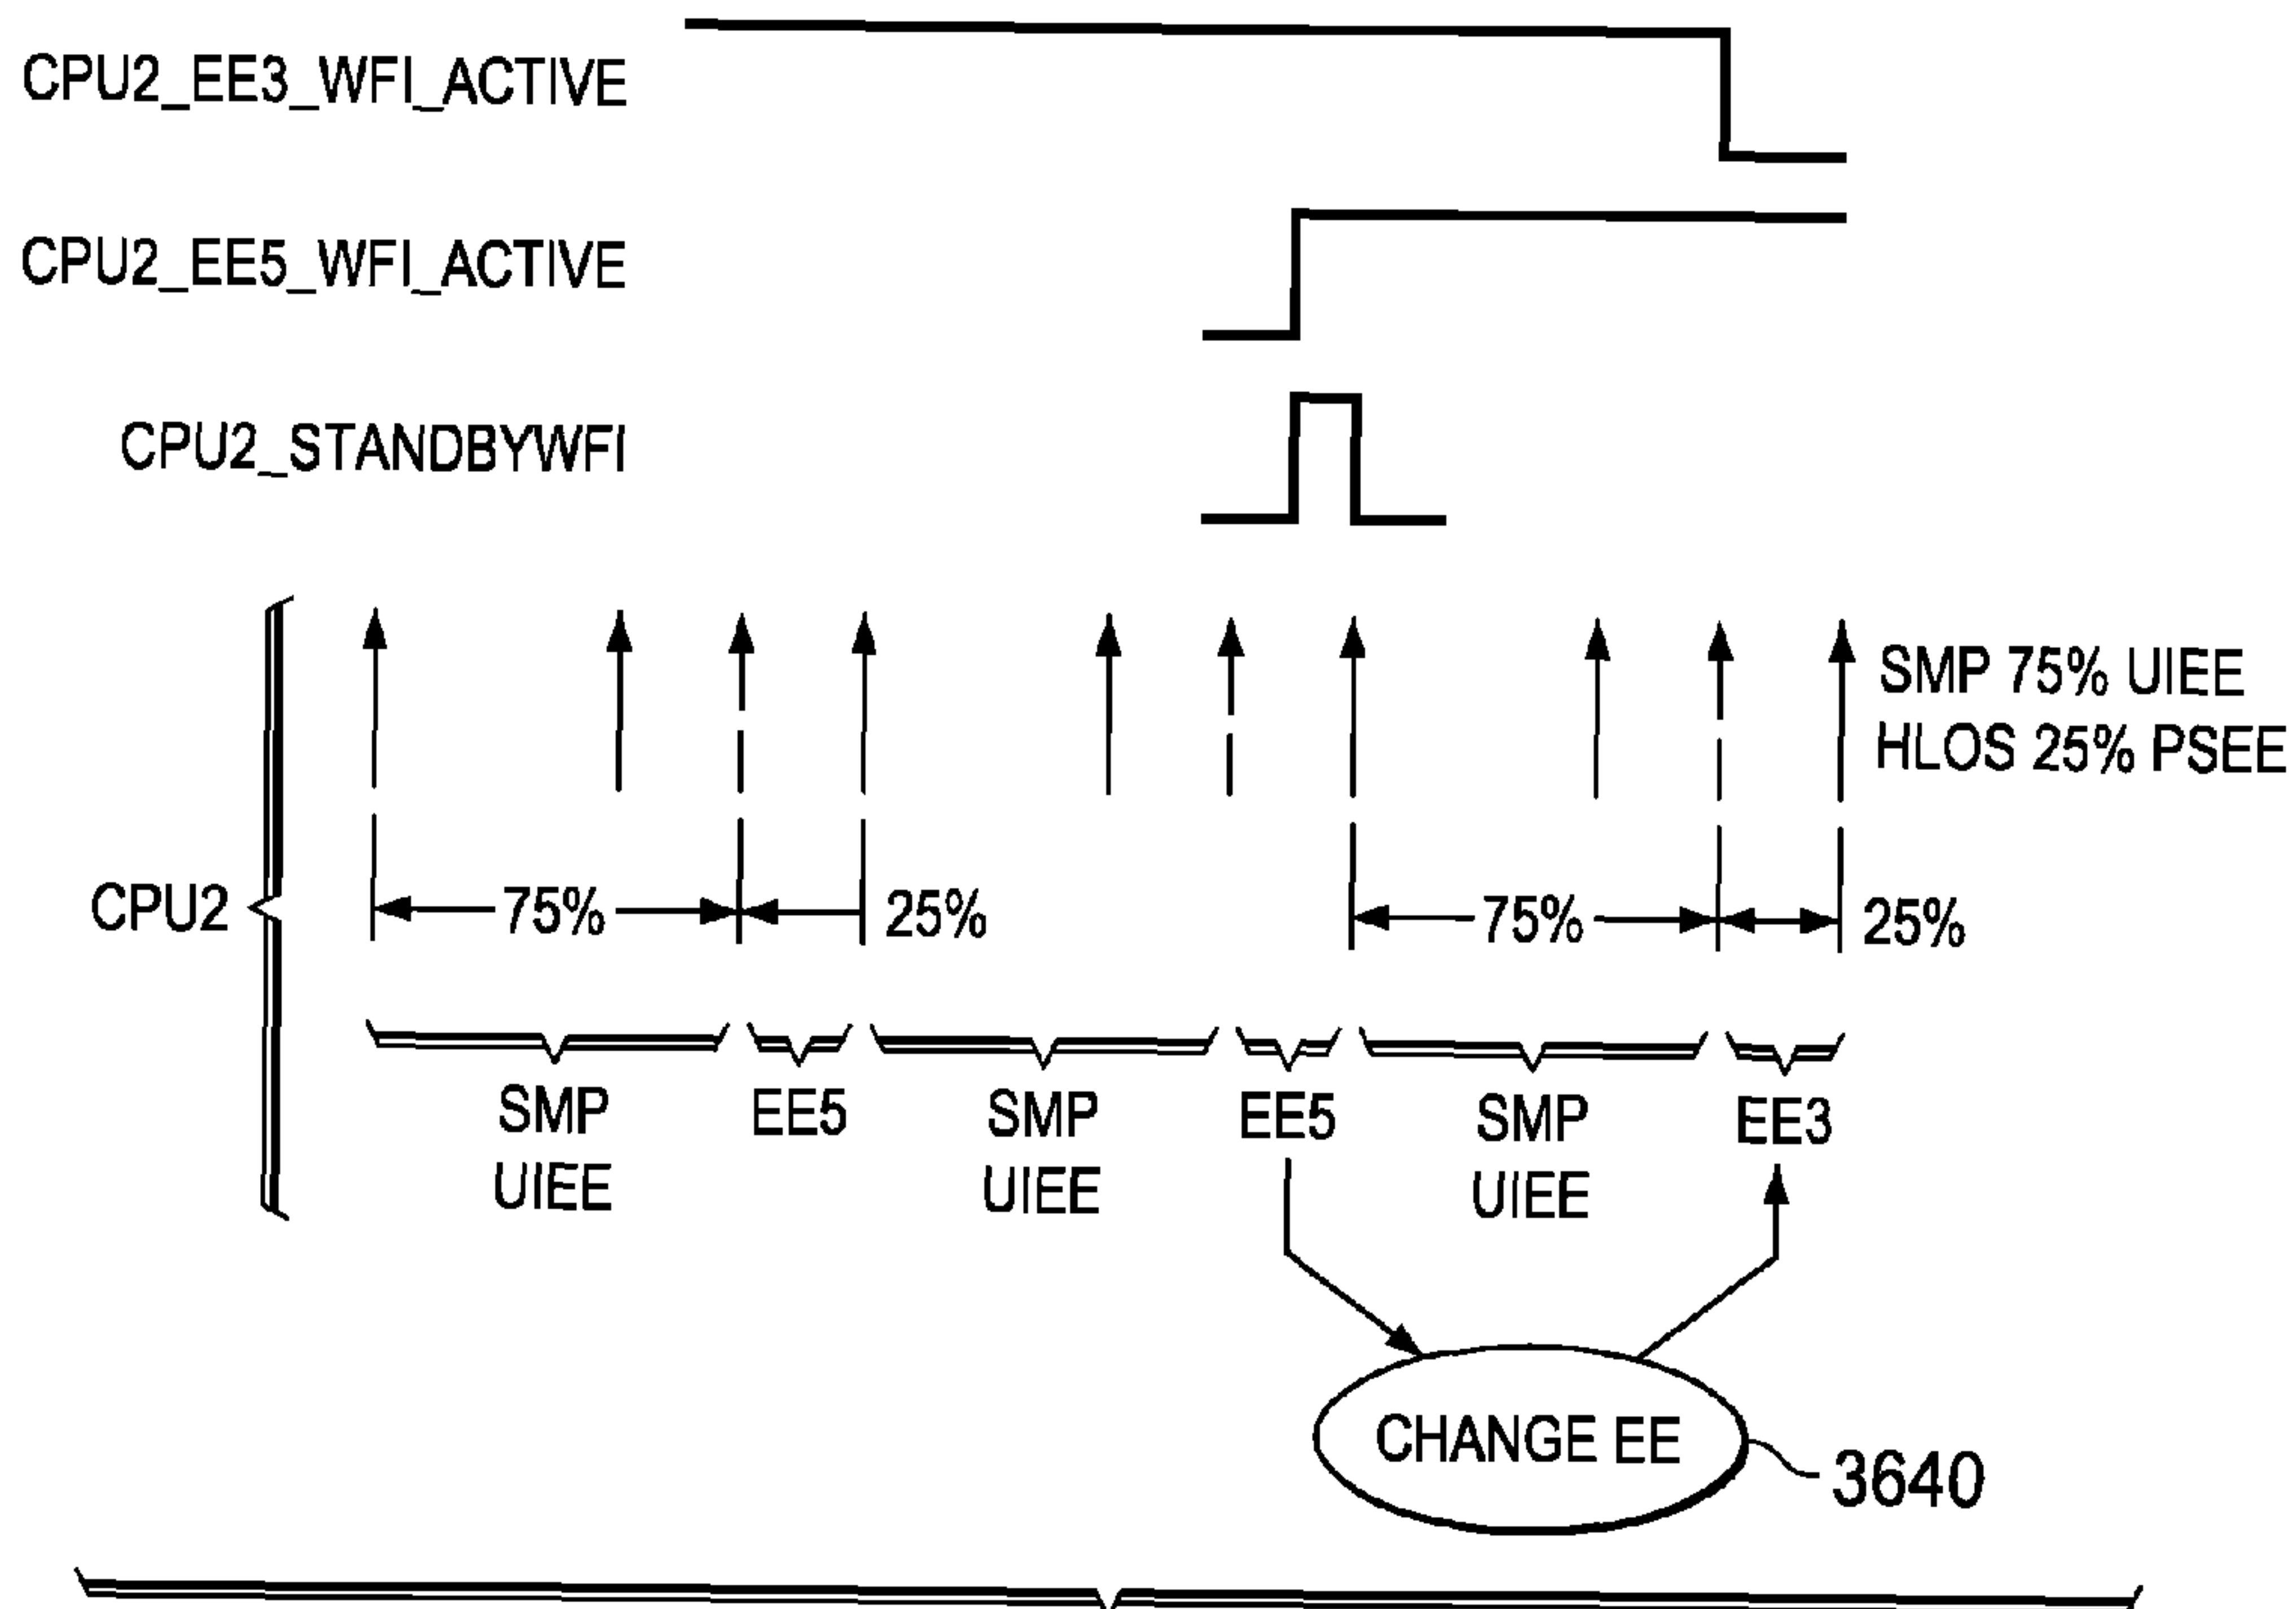 CPU2_EE3_WFI_ACTIVE
CPU2_EE5_WFI_ACTIVE
CPU2_STANDBYWFI
SMP 75% UIEE
HLOS 25% PSEE
CPU2
75%
25%
75%
25%
SMP
UIEE
EE5
SMP
UIEE
EE5
SMP
UIEE
EE3
CHANGE EE
3640